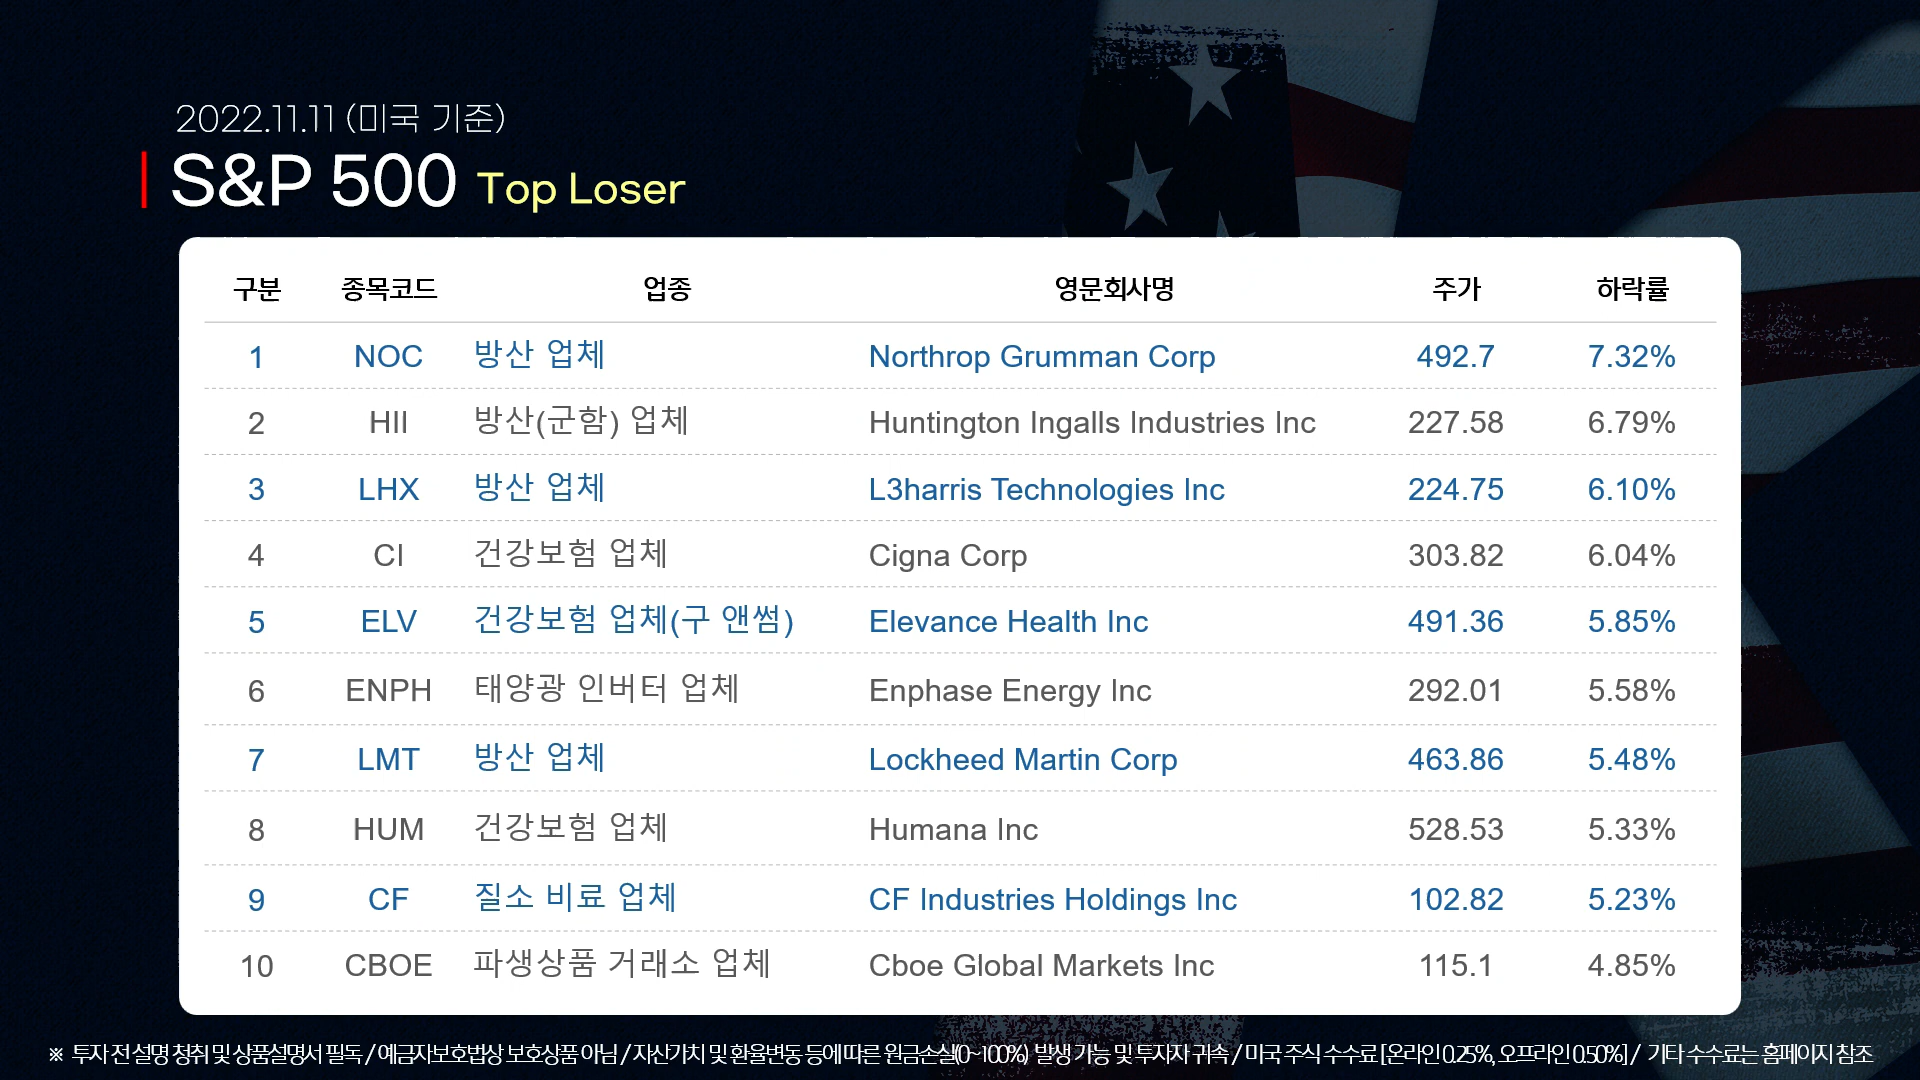 2022.11.11 (미국 기준)
S&P 500 Top Loser
구분 종목코드 업종 영문회사명 주가 하락률
1 NOC 방산 업체 Northrop Grumman Corp 492.7 7.32%
2 HII 방산(군함) 업체 Huntington Ingalls Industries Inc 227.58 6.79%
3 LHX 방산 업체 L3harris Technologies Inc 224.75 6.10%
4 CI 건강보험 업체 Cigna Corp 303.82 6.04%
5 ELV 건강보험 업체(구 앤썸) Elevance Health Inc 491.36 5.85%
6 ENPH 태양광 인버터 업체 Enphase Energy Inc 292.01 5.58%
7 LMT 방산 업체 Lockheed Martin Corp 463.86 5.48%
8 HUM 건강보험 업체 Humana Inc 528.53 5.33%
9 CF 질소 비료 업체 CF Industries Holdings Inc 102.82 5.23%
10 CBOE 파생상품 거래소 업체 Cboe Global Markets Inc 115.1 4.85%
※ 투자 전 설명 청취 및 상품설명서 필독 / 예금자보호법상 보호상품 아님 / 자산가치 및 환율변동 등에 따른 원금손실(0~100%) 발생 가능 및 투자자 귀속 / 미국 주식 수수료 [온라인 0.25%, 오프라인 0.50%] / 기타 수수료는 홈페이지 참조